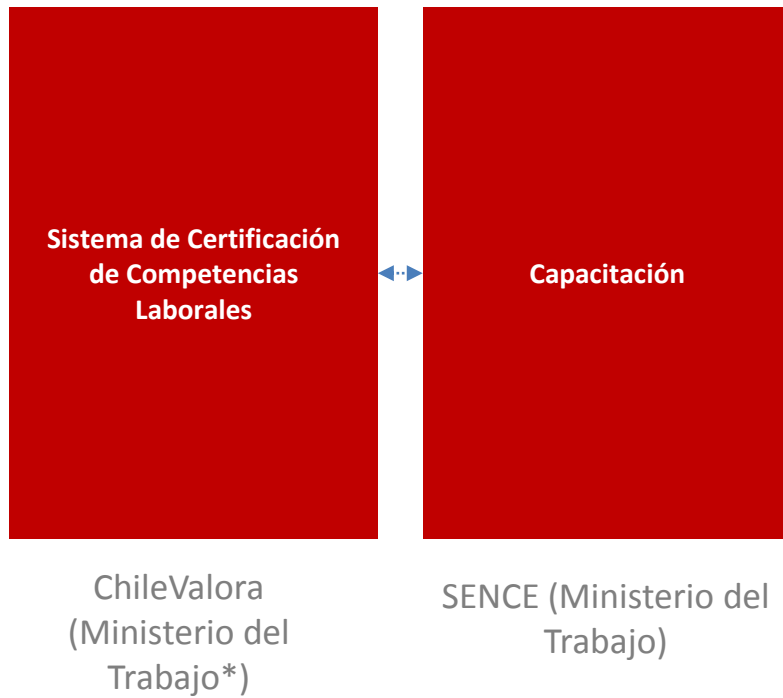 Sistema de Certificación
de Competencias
Laborales
Capacitación
ChileValora
(Ministerio del
Trabajo*)
SENCE (Ministerio del
Trabajo)